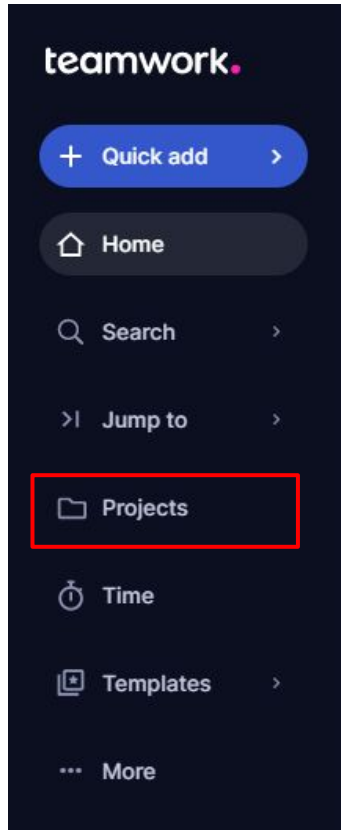 teamwork.
Quick add
Home
Search
Jump to
Projects
Time
Templates
More